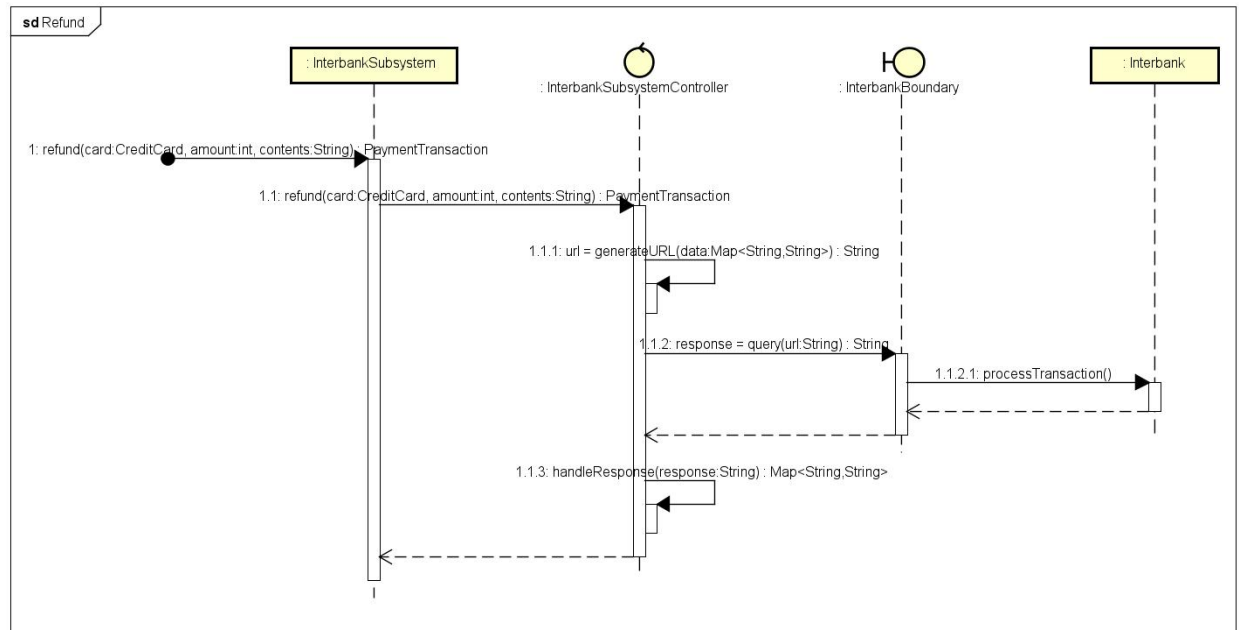 sd Refund
: InterbankSubsystem
: InterbankSubsystemController
: InterbankBoundary
: Interbank
1: refund(card:CreditCard, amount:int, contents:String) : PaymentTransaction
1.1: refund(card:CreditCard, amount:int, contents:String) : PaymentTransaction
1.1.1: url = generateURL(data:Map<String,String>) : String
1.1.2: response = query(url:String) : String
1.1.2.1: processTransaction()
1.1.3: handleResponse(response:String) : Map<String,String>